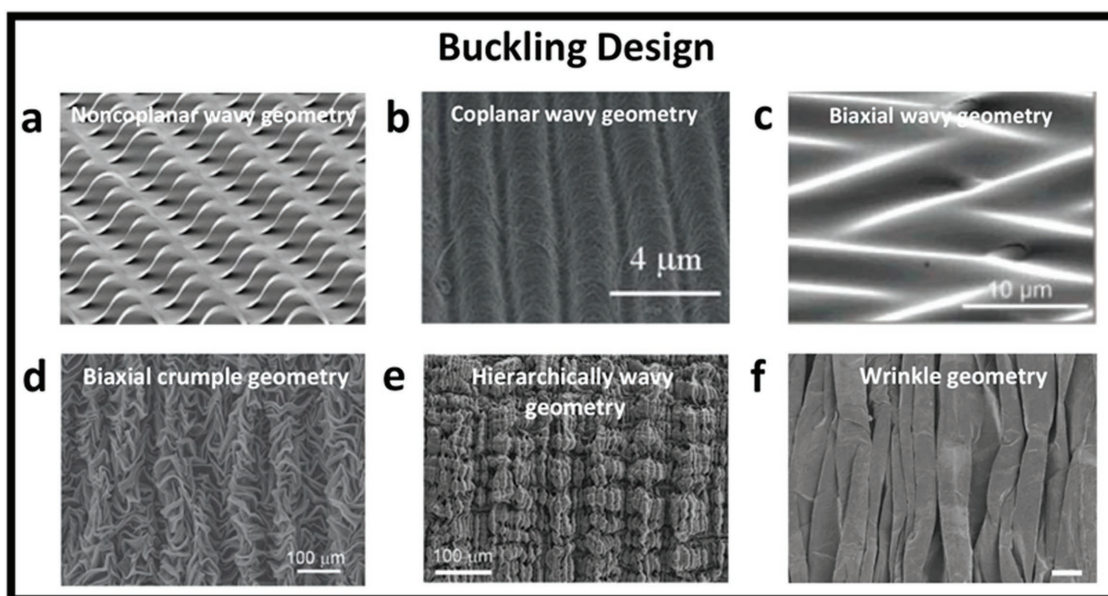 Buckling Design
a
Noncoplanar wavy geometry
b
Coplanar wavy geometry
4 μm
c
Biaxial wavy geometry
10 μm
d
Biaxial crumple geometry
100 μm
e
Hierarchically wavy
geometry
100 μm
f
Wrinkle geometry